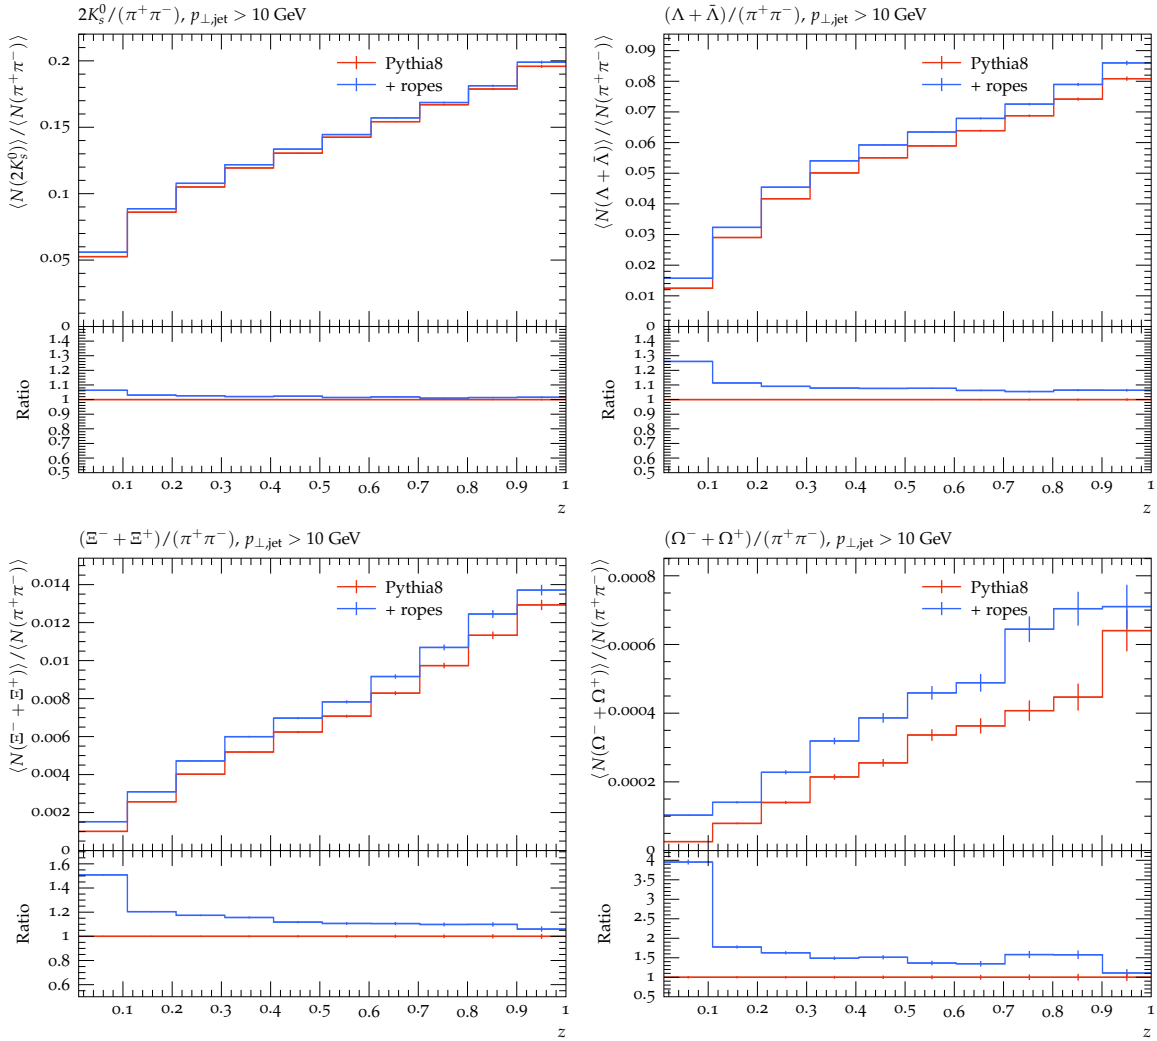 2K_s^0/(π⁺π⁻), p_⊥,jet > 10 GeV
Pythia8
+ ropes
⟨N(2K_s^0)⟩/⟨N(π⁺π⁻)⟩
0.2
0.15
0.1
0.05
0
Ratio
1.4
1.3
1.2
1.1
1
0.9
0.8
0.7
0.6
0.5
0.1 0.2 0.3 0.4 0.5 0.6 0.7 0.8 0.9 1
z
(Λ + Λ̄)/(π⁺π⁻), p_⊥,jet > 10 GeV
Pythia8
+ ropes
⟨N(Λ + Λ̄)⟩/⟨N(π⁺π⁻)⟩
0.09
0.08
0.07
0.06
0.05
0.04
0.03
0.02
0.01
0
Ratio
1.4
1.3
1.2
1.1
1
0.9
0.8
0.7
0.6
0.5
0.1 0.2 0.3 0.4 0.5 0.6 0.7 0.8 0.9 1
z
(Ξ⁻ + Ξ⁺)/(π⁺π⁻), p_⊥,jet > 10 GeV
Pythia8
+ ropes
⟨N(Ξ⁻ + Ξ⁺)⟩/⟨N(π⁺π⁻)⟩
0.014
0.012
0.01
0.008
0.006
0.004
0.002
0
Ratio
1.6
1.4
1.2
1
0.8
0.6
0.1 0.2 0.3 0.4 0.5 0.6 0.7 0.8 0.9 1
z
(Ω⁻ + Ω⁺)/(π⁺π⁻), p_⊥,jet > 10 GeV
Pythia8
+ ropes
⟨N(Ω⁻ + Ω⁺)⟩/⟨N(π⁺π⁻)⟩
0.0008
0.0006
0.0004
0.0002
0
Ratio
4
3.5
3
2.5
2
1.5
1
0.5
0.1 0.2 0.3 0.4 0.5 0.6 0.7 0.8 0.9 1
z